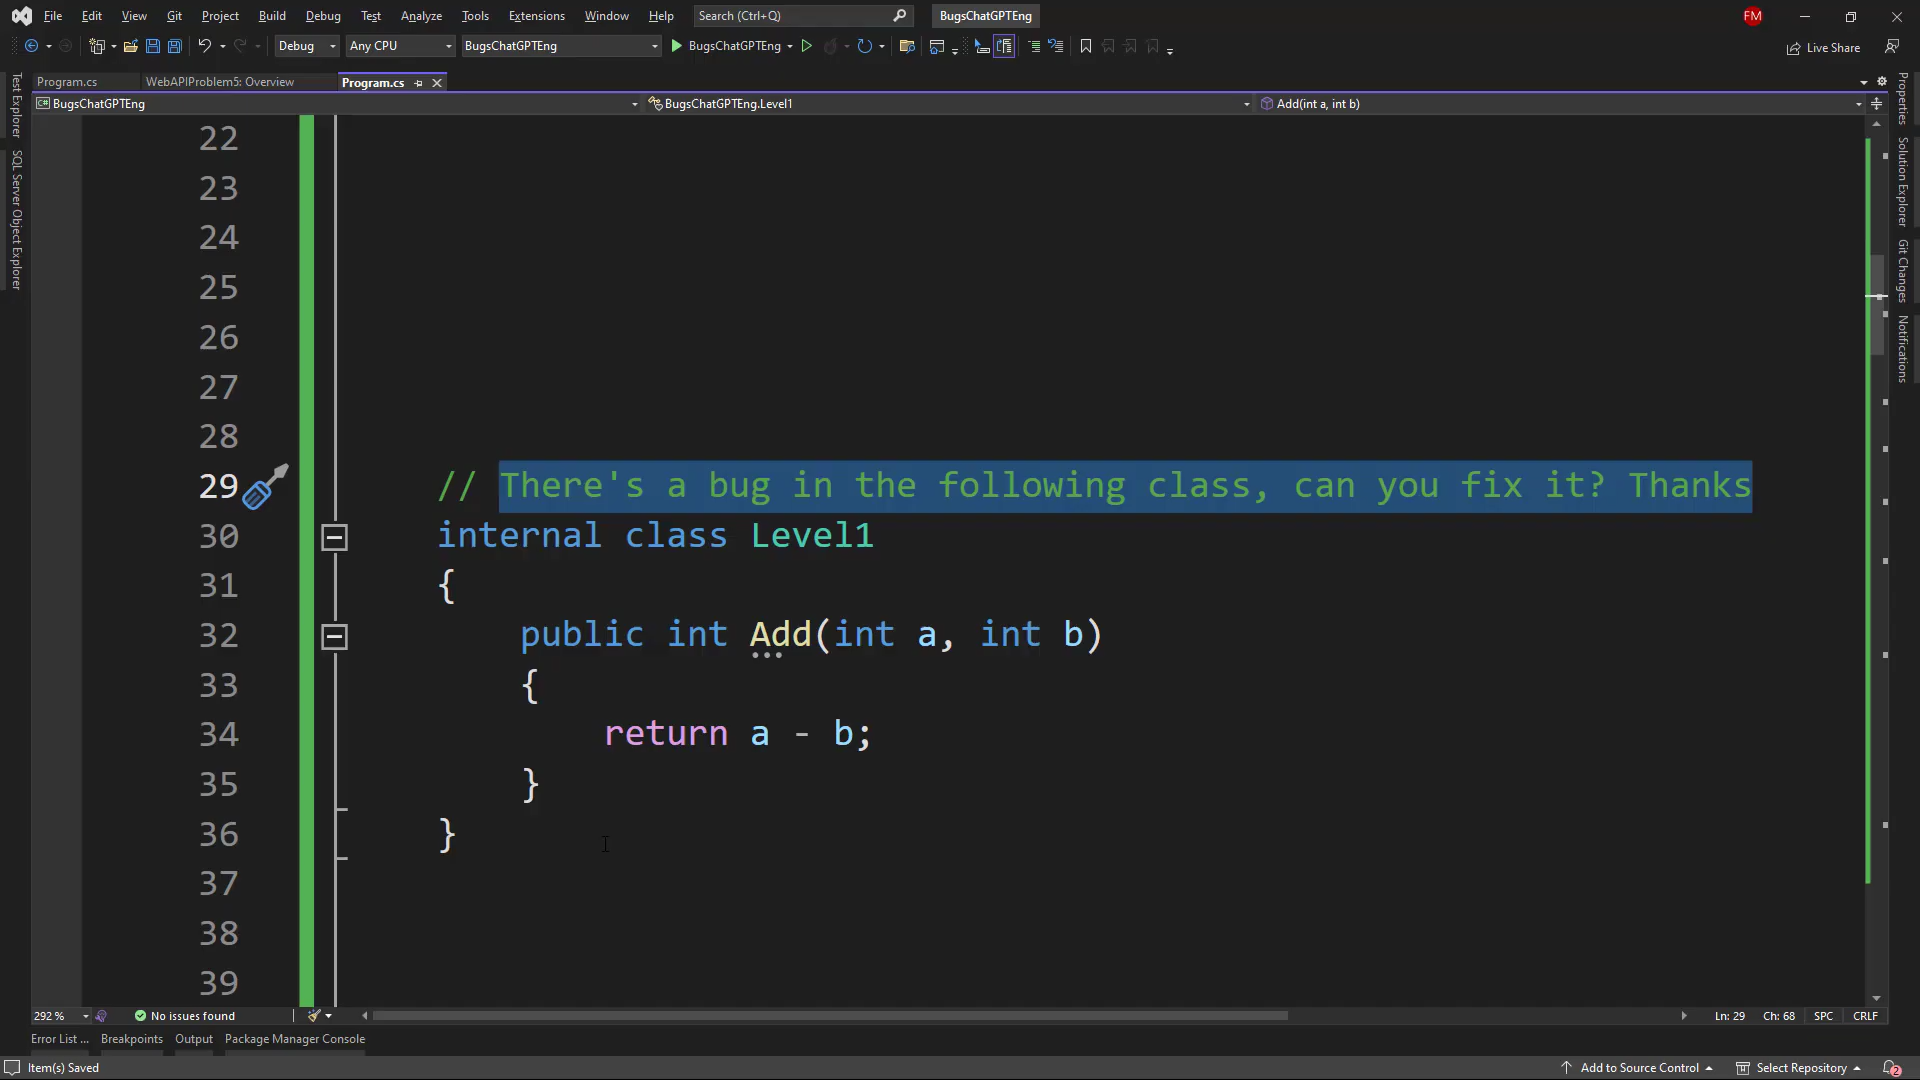 File Edit View Git Project Build Debug Test Analyze Tools Extensions Window Help Search (Ctrl+Q) BugsChatGPTEng FM
Debug Any CPU BugsChatGPTEng BugsChatGPTEng Live Share
Program.cs WebAPIProblem5: Overview Program.cs
BugsChatGPTEng BugsChatGPTEng.Level1 Add(int a, int b)
Test Explorer
SQL Server Object Explorer
22
23
24
25
26
27
28
29 // There's a bug in the following class, can you fix it? Thanks
30 internal class Level1
31 {
32 public int Add(int a, int b)
33 {
34 return a - b;
35 }
36 }
37
38
39
Properties
Solution Explorer
Git Changes
Notifications
292 % No issues found Ln: 29 Ch: 68 SPC CRLF
Error List ... Breakpoints Output Package Manager Console
Item(s) Saved Add to Source Control Select Repository 2